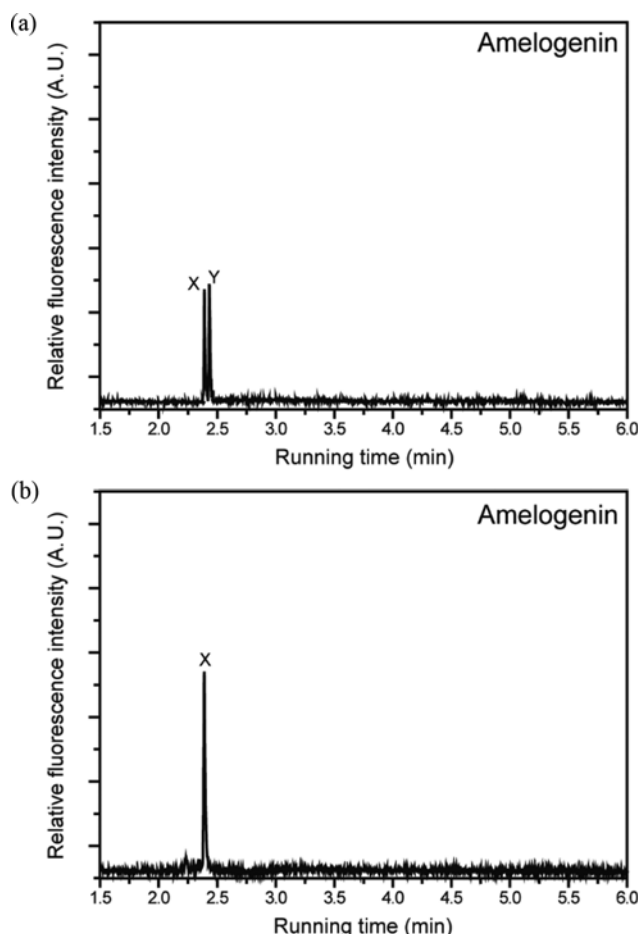 (a)
Amelogenin
Relative fluorescence intensity (A.U.)
X Y
1.5 2.0 2.5 3.0 3.5 4.0 4.5 5.0 5.5 6.0
Running time (min)
(b)
Amelogenin
Relative fluorescence intensity (A.U.)
X
1.5 2.0 2.5 3.0 3.5 4.0 4.5 5.0 5.5 6.0
Running time (min)